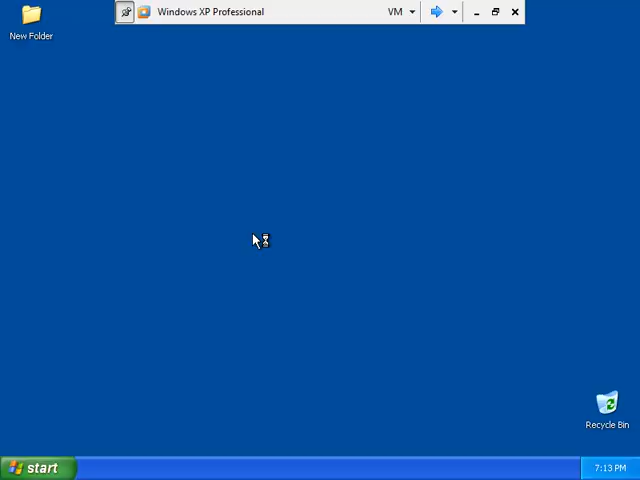 Windows XP Professional
VM
New Folder
Recycle Bin
start
7:13 PM